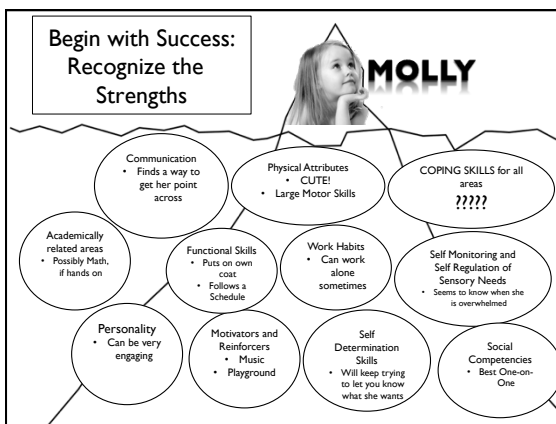 Begin with Success:
Recognize the
Strengths
MOLLY
Communication
• Finds a way to
get her point
across
Physical Attributes
• CUTE!
• Large Motor Skills
COPING SKILLS for all
areas
?????
Academically
related areas
• Possibly Math,
if hands on
Functional Skills
• Puts on own
coat
• Follows a
Schedule
Work Habits
• Can work
alone
sometimes
Self Monitoring and
Self Regulation of
Sensory Needs
• Seems to know when she
is overwhelmed
Personality
• Can be very
engaging
Motivators and
Reinforcers
• Music
• Playground
Self
Determination
Skills
• Will keep trying
to let you know
what she wants
Social
Competencies
• Best One-on-
One